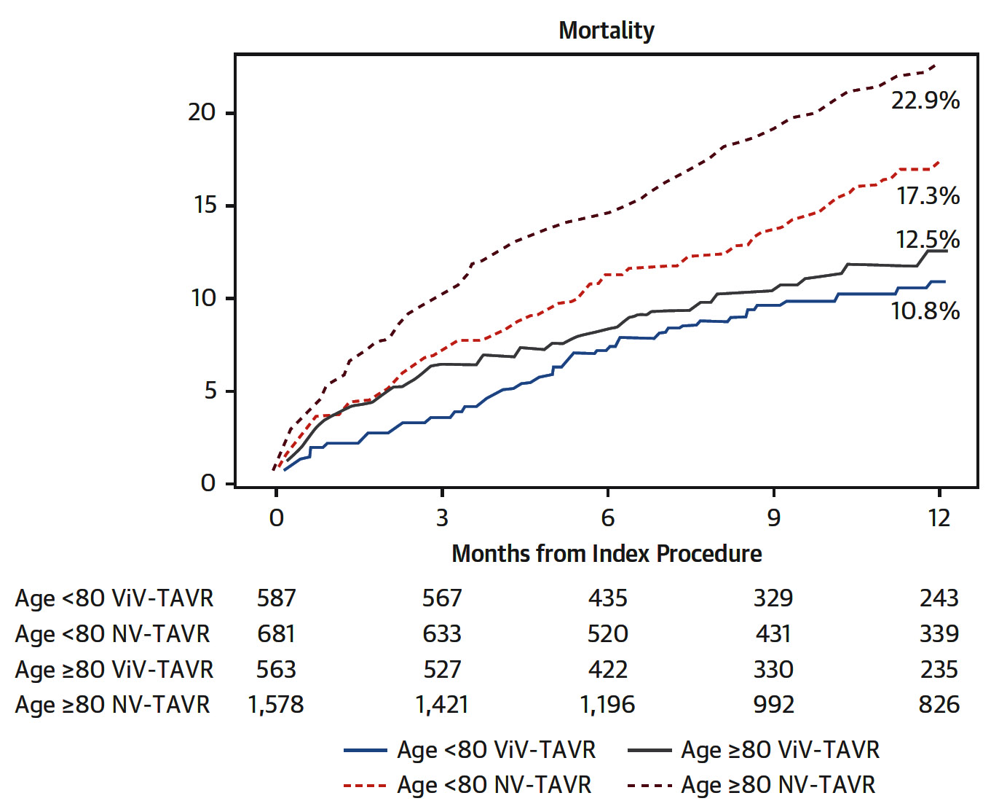 Mortality
22.9%
20
17.3%
15
12.5%
10
10.8%
5
0
0 3 6 9 12
Months from Index Procedure
Age <80 ViV-TAVR 587 567 435 329 243
Age <80 NV-TAVR 681 633 520 431 339
Age ≥80 ViV-TAVR 563 527 422 330 235
Age ≥80 NV-TAVR 1,578 1,421 1,196 992 826
Age <80 ViV-TAVR Age ≥80 ViV-TAVR
Age <80 NV-TAVR Age ≥80 NV-TAVR